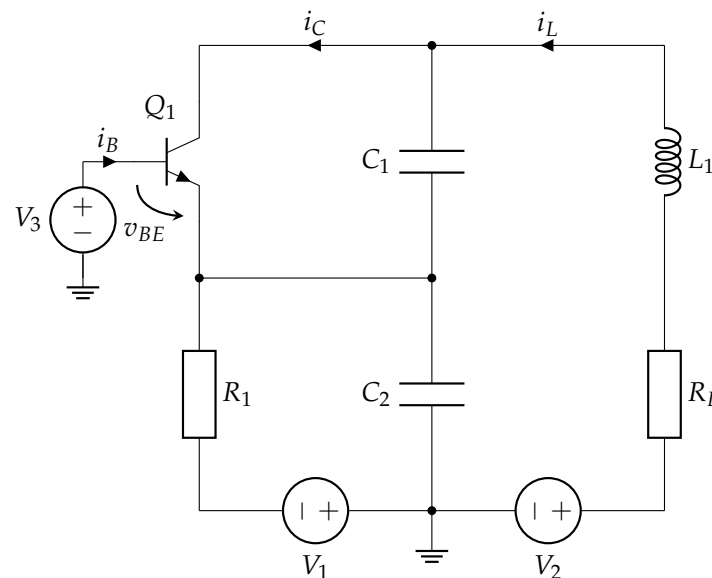 i_C
i_L
Q_1
i_B
C_1
L_1
V_3
+
−
v_BE
R_1
C_2
− +
− +
V_1
V_2